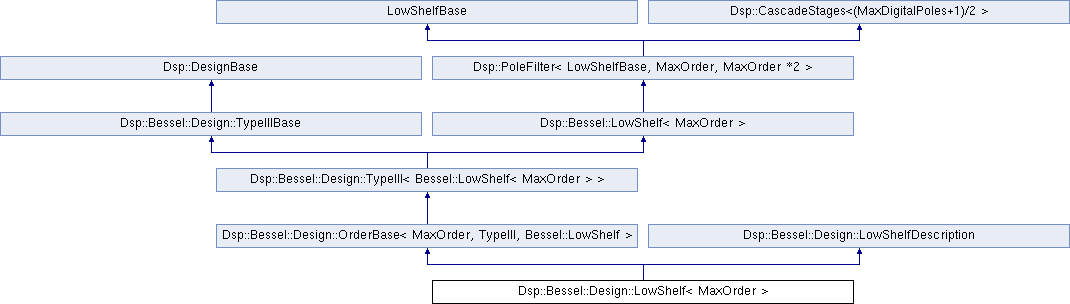 LowShelfBase
Dsp::CascadeStages<(MaxDigitalPoles+1)/2 >
Dsp::DesignBase
Dsp::PoleFilter< LowShelfBase, MaxOrder, MaxOrder *2 >
Dsp::Bessel::Design::TypeIIIBase
Dsp::Bessel::LowShelf< MaxOrder >
Dsp::Bessel::Design::TypeIII< Bessel::LowShelf< MaxOrder > >
Dsp::Bessel::Design::OrderBase< MaxOrder, TypeIII, Bessel::LowShelf >
Dsp::Bessel::Design::LowShelfDescription
Dsp::Bessel::Design::LowShelf< MaxOrder >